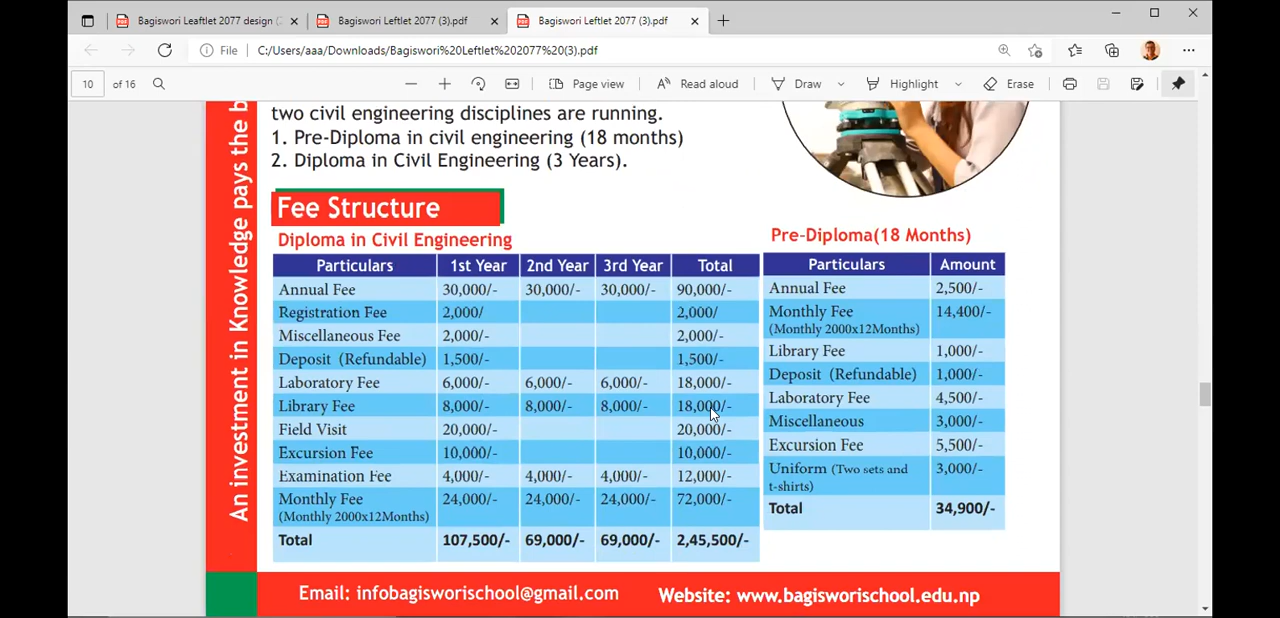 Bagiswori Leaftlet 2077 design (
Bagiswori Leftlet 2077 (3).pdf
Bagiswori Leftlet 2077 (3).pdf
File C:/Users/aaa/Downloads/Bagiswori%20Leftlet%202077%20(3).pdf
10 of 16 Page view Read aloud Draw Highlight Erase
An investment in Knowledge pays the b
two civil engineering disciplines are running.
1. Pre-Diploma in civil engineering (18 months)
2. Diploma in Civil Engineering (3 Years).
Fee Structure
Diploma in Civil Engineering
Particulars 1st Year 2nd Year 3rd Year Total
Annual Fee 30,000/- 30,000/- 30,000/- 90,000/-
Registration Fee 2,000/ 2,000/
Miscellaneous Fee 2,000/- 2,000/-
Deposit (Refundable) 1,500/- 1,500/-
Laboratory Fee 6,000/- 6,000/- 6,000/- 18,000/-
Library Fee 8,000/- 8,000/- 8,000/- 18,000/-
Field Visit 20,000/- 20,000/-
Excursion Fee 10,000/- 10,000/-
Examination Fee 4,000/- 4,000/- 4,000/- 12,000/-
Monthly Fee 24,000/- 24,000/- 24,000/- 72,000/-
(Monthly 2000x12Months)
Total 107,500/- 69,000/- 69,000/- 2,45,500/-
Pre-Diploma(18 Months)
Particulars Amount
Annual Fee 2,500/-
Monthly Fee 14,400/-
(Monthly 2000x12Months)
Library Fee 1,000/-
Deposit (Refundable) 1,000/-
Laboratory Fee 4,500/-
Miscellaneous 3,000/-
Excursion Fee 5,500/-
Uniform (Two sets and 3,000/-
t-shirts)
Total 34,900/-
Email: infobagisworischool@gmail.com Website: www.bagisworischool.edu.np